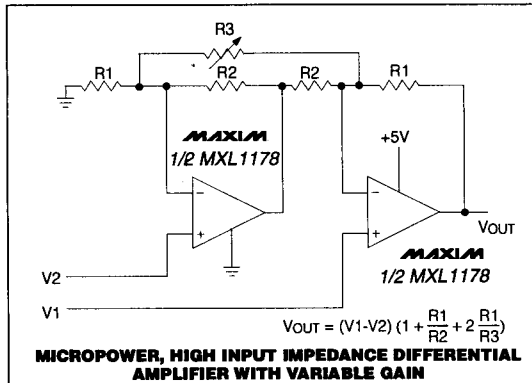 R3
R1
R2
R2
R1
MAXIM
1/2 MXL1178
+5V
−
+
−
+
VOUT
MAXIM
1/2 MXL1178
V2
V1
VOUT = (V1-V2) (1 + R1/R2 + 2 R1/R3)
MICROPOWER, HIGH INPUT IMPEDANCE DIFFERENTIAL
AMPLIFIER WITH VARIABLE GAIN